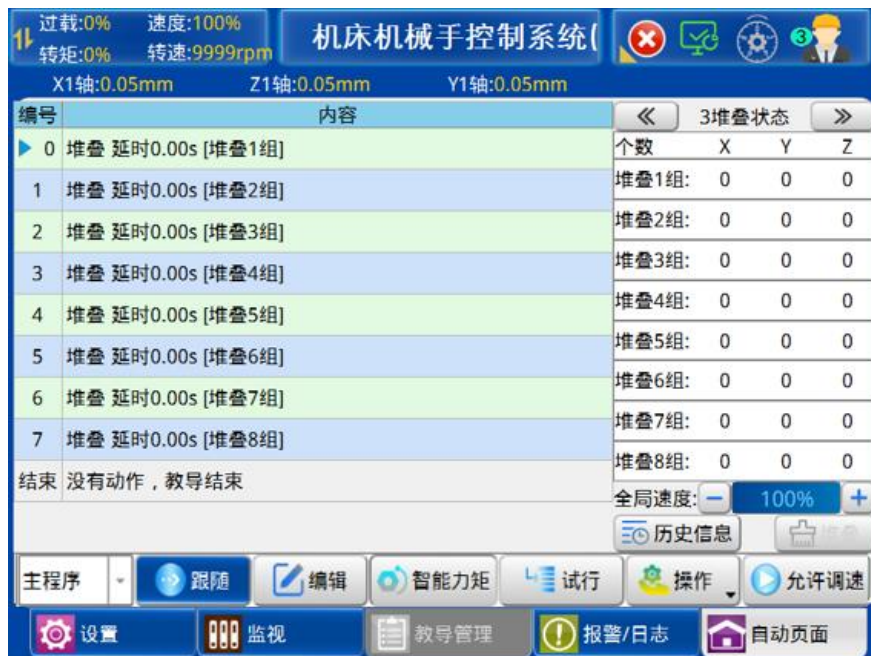 过载:0% 速度:100%
转矩:0% 转速:9999rpm
机床机械手控制系统(
3
X1轴:0.05mm Z1轴:0.05mm Y1轴:0.05mm
编号 内容
0 堆叠 延时0.00s [堆叠1组]
1 堆叠 延时0.00s [堆叠2组]
2 堆叠 延时0.00s [堆叠3组]
3 堆叠 延时0.00s [堆叠4组]
4 堆叠 延时0.00s [堆叠5组]
5 堆叠 延时0.00s [堆叠6组]
6 堆叠 延时0.00s [堆叠7组]
7 堆叠 延时0.00s [堆叠8组]
结束 没有动作，教导结束
《 3堆叠状态 》
个数 X Y Z
堆叠1组: 0 0 0
堆叠2组: 0 0 0
堆叠3组: 0 0 0
堆叠4组: 0 0 0
堆叠5组: 0 0 0
堆叠6组: 0 0 0
堆叠7组: 0 0 0
堆叠8组: 0 0 0
全局速度: － 100% ＋
历史信息
主程序 跟随 编辑 智能力矩 试行 操作 允许调速
设置 监视 教导管理 报警/日志 自动页面